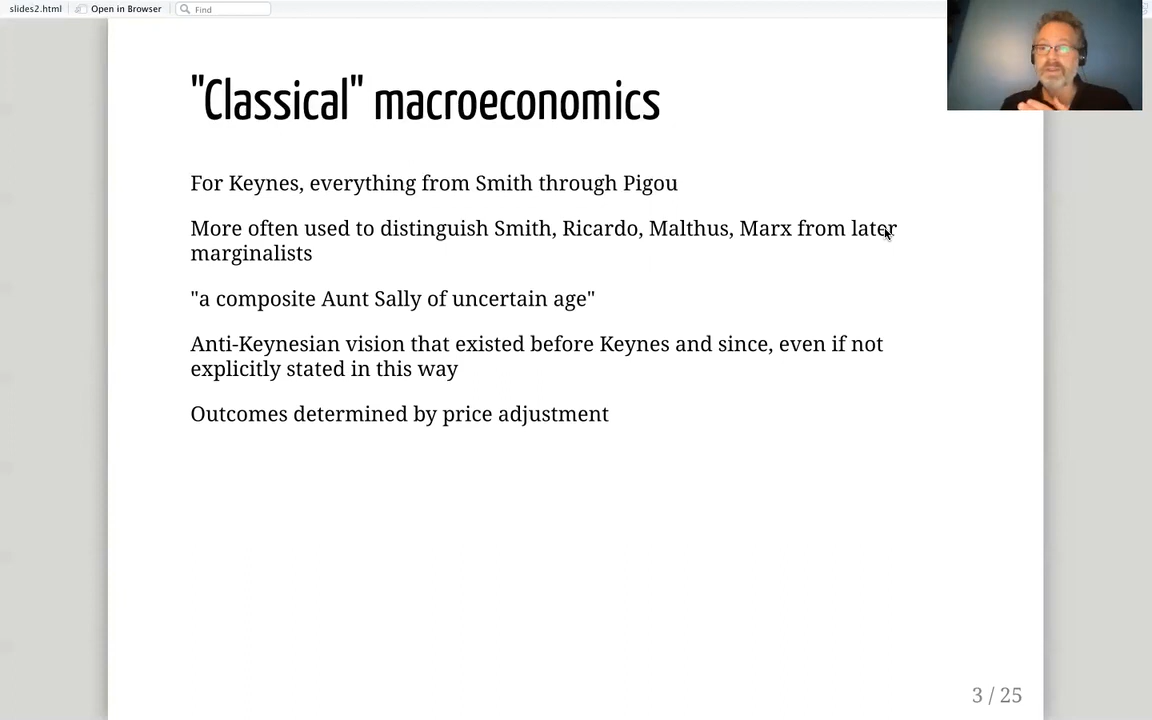 slides2.html
Open in Browser
Find
"Classical" macroeconomics
For Keynes, everything from Smith through Pigou
More often used to distinguish Smith, Ricardo, Malthus, Marx from later
marginalists
"a composite Aunt Sally of uncertain age"
Anti-Keynesian vision that existed before Keynes and since, even if not
explicitly stated in this way
Outcomes determined by price adjustment
3 / 25